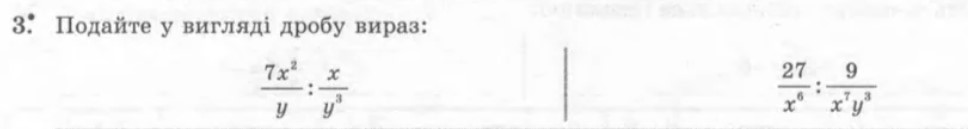 3.• Подайте у вигляді дробу вираз:
7x²/y : x/y³ | 27/x⁶ : 9/(x⁷y³)